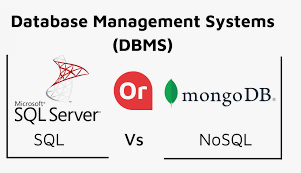 Database Management Systems
(DBMS)
Microsoft®
SQL Server®
Or
mongoDB®
SQL
Vs
NoSQL